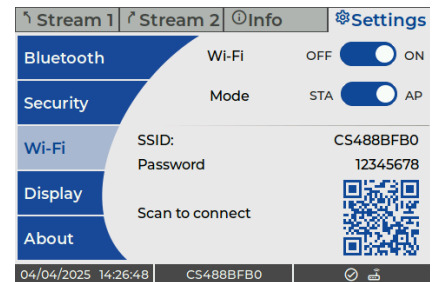 Stream 1 Stream 2 Info Settings
Bluetooth
Wi-Fi OFF ON
Security
Mode STA AP
Wi-Fi
SSID: CS488BFB0
Password 12345678
Display
Scan to connect
About
04/04/2025 14:26:48 CS488BFB0